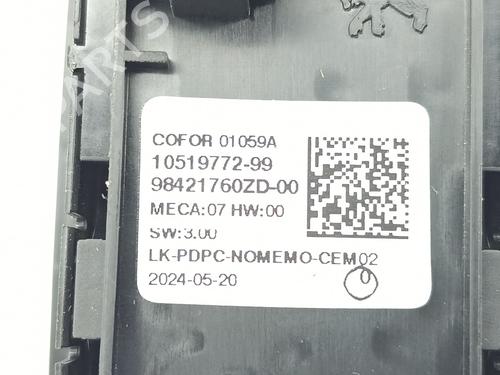 COFOR 01059A
10519772-99
98421760ZD-00
MECA:07 HW:00
SW:3.00
LK-PDPC-NOMEMO-CEM02
2024-05-20